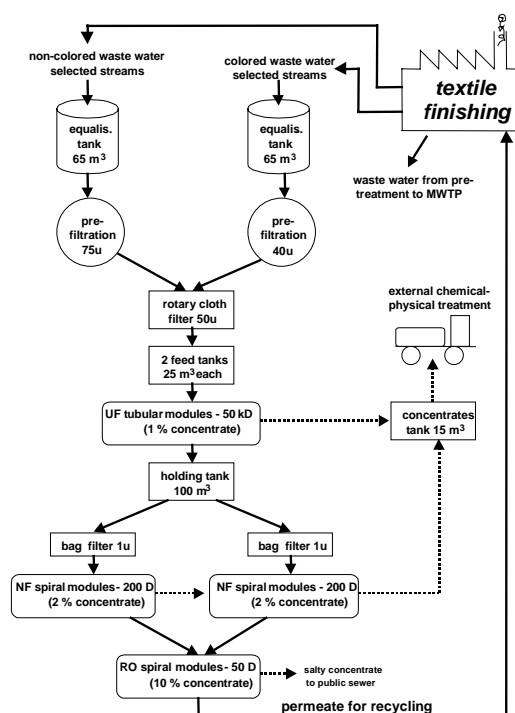 non-colored waste water
selected streams
colored waste water
selected streams
textile
finishing
equalis.
tank
65 m³
equalis.
tank
65 m³
waste water from pre-
treatment to MWTP
pre-
filtration
75u
pre-
filtration
40u
external chemical-
physical treatment
rotary cloth
filter 50u
2 feed tanks
25 m³ each
UF tubular modules - 50 kD
(1 % concentrate)
concentrates
tank 15 m³
holding tank
100 m³
bag filter 1u
bag filter 1u
NF spiral modules - 200 D
(2 % concentrate)
NF spiral modules - 200 D
(2 % concentrate)
RO spiral modules - 50 D
(10 % concentrate)
salty concentrate
to public sewer
permeate for recycling